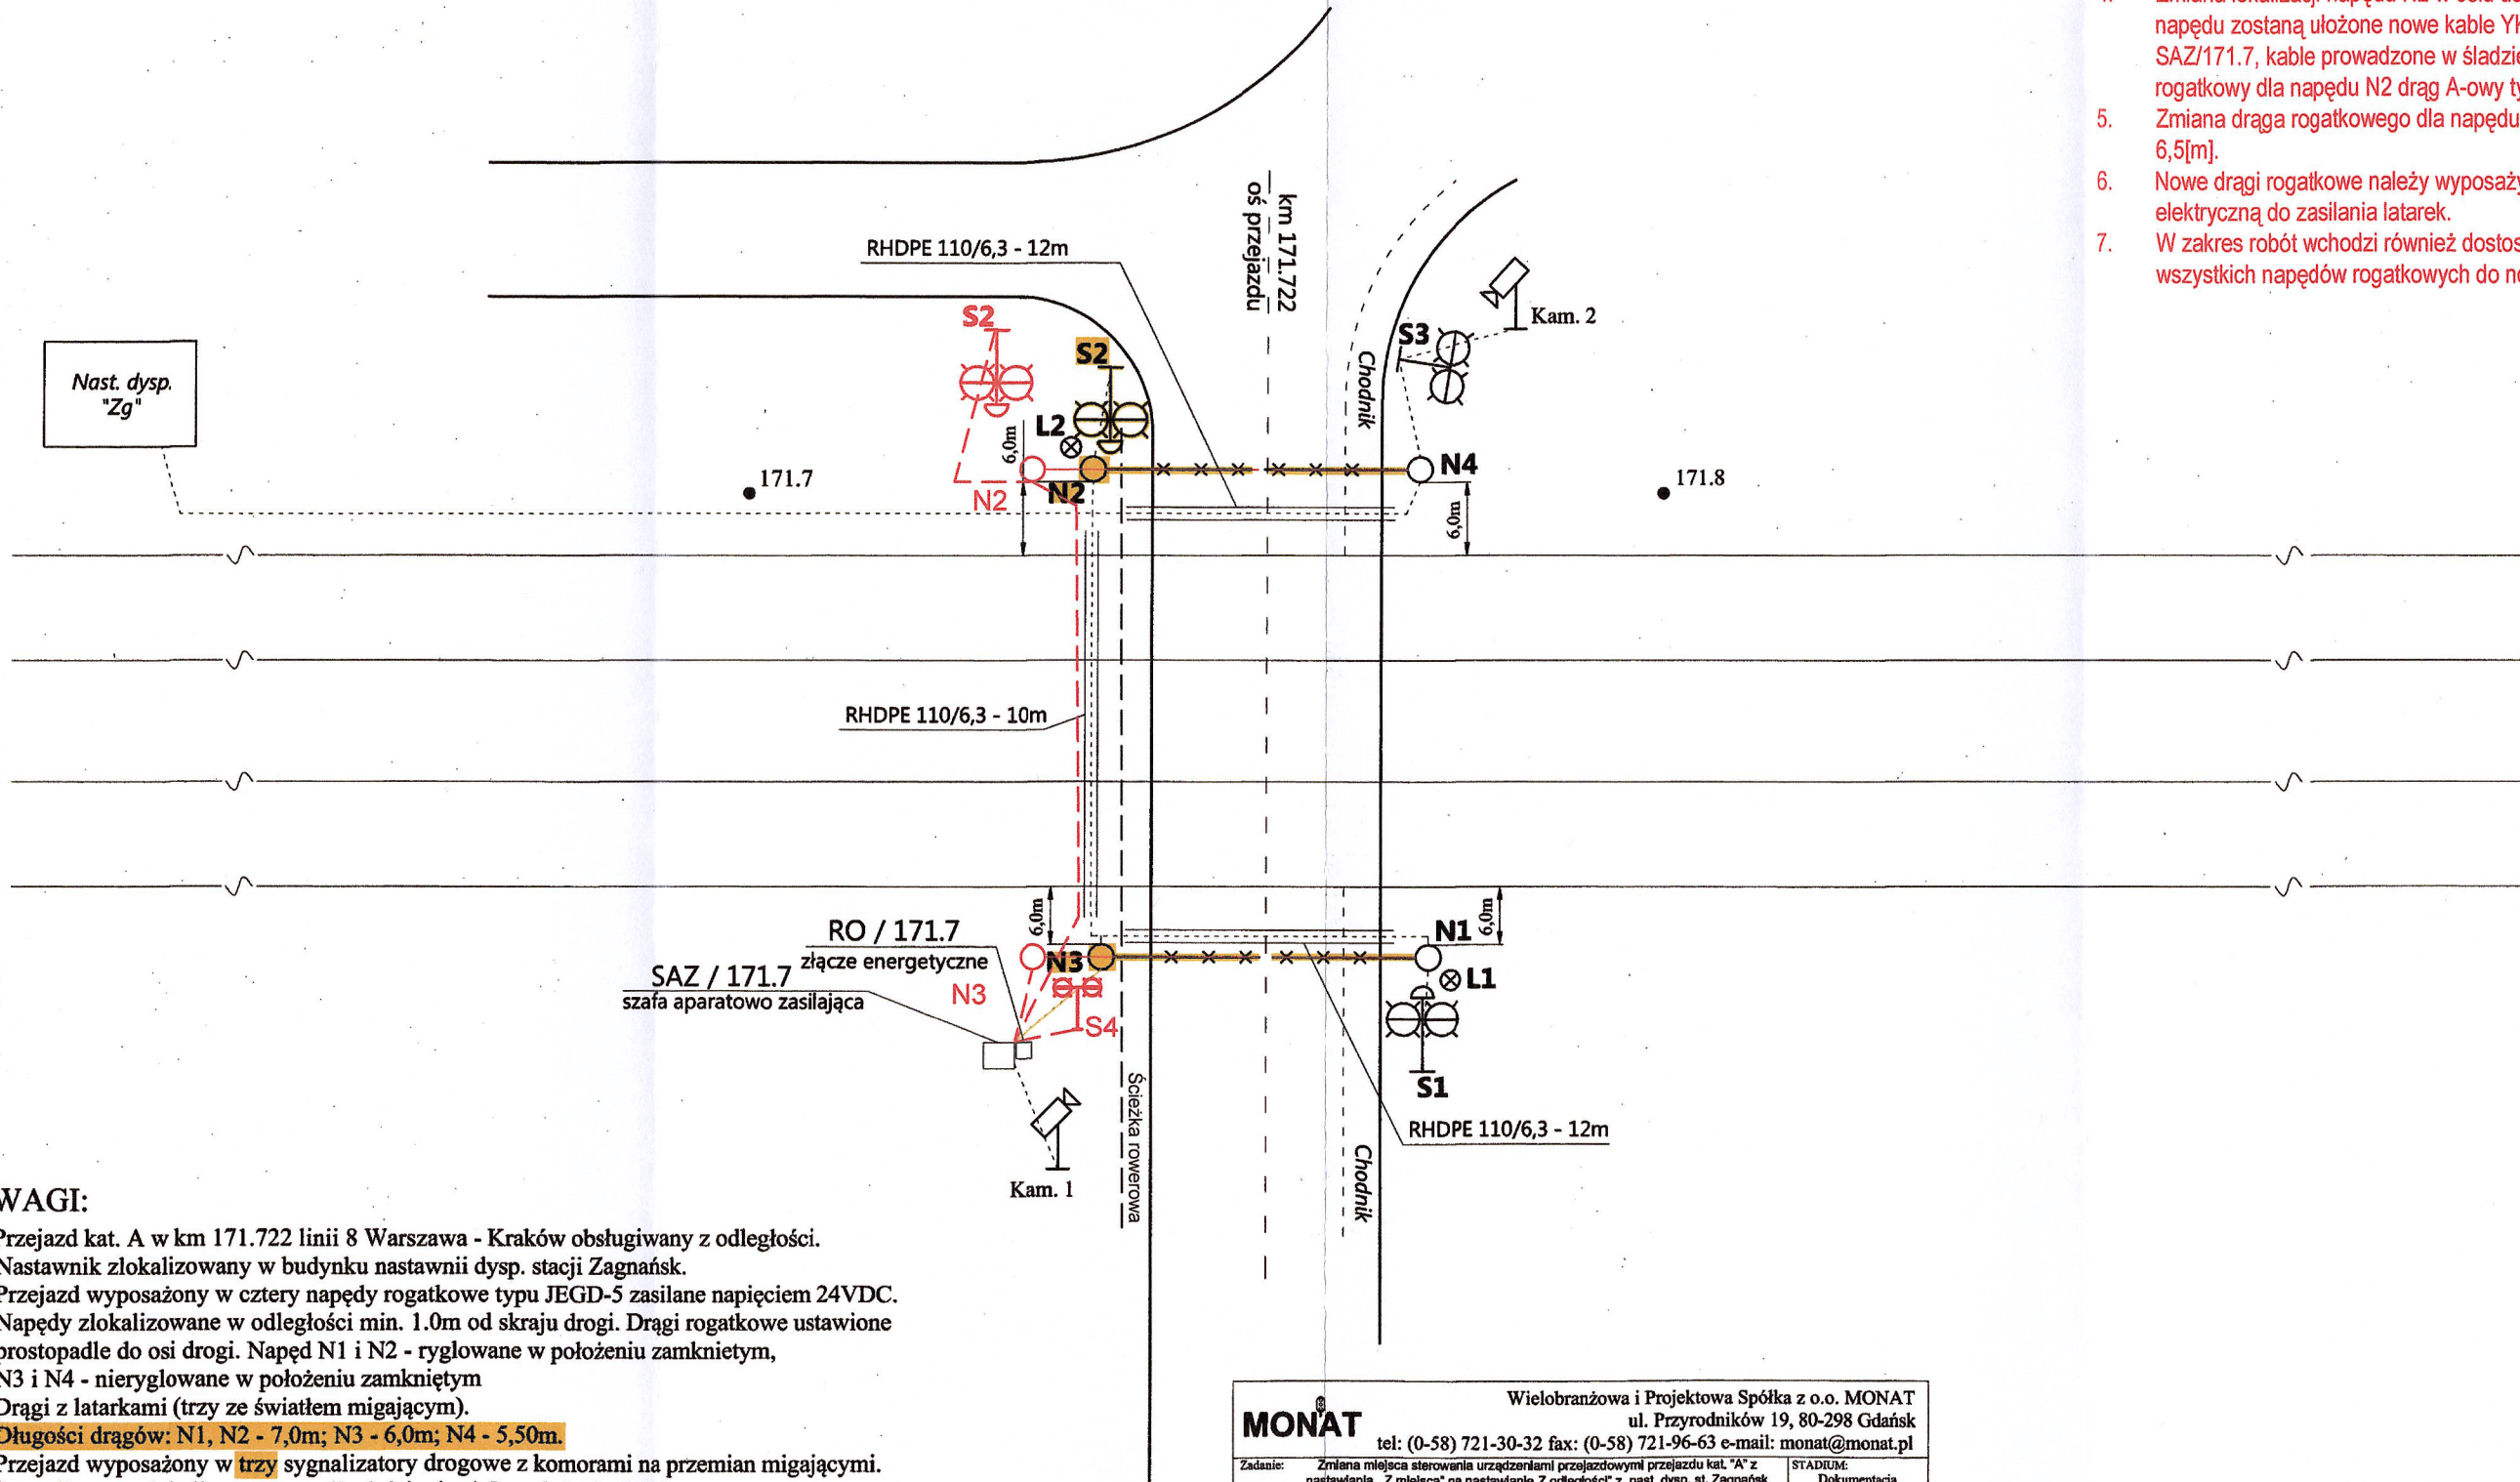 napędu zostaną ułożone nowe kable
SAZ/171.7, kable prowadzone w
rogatkowy dla napędu N2 drąg A-owy
5. Zmiana drąga rogatkowego dla napędu
6,5[m].
6. Nowe drągi rogatkowe należy
elektryczną do zasilania latarek.
7. W zakres robót wchodzi również
wszystkich napędów rogatkowych do
km 171.722
oś przejazdu
RHDPE 110/6,3 - 12m
Kam. 2
S2
S2
S3
Chodnik
Nast. dysp.
"Zg"
L2
6,0m
N4
171.7
171.8
N2
N2
6,0m
RHDPE 110/6,3 - 10m
6,0m
6,0m
N1
RO / 171.7
złącze energetyczne
N3
SAZ / 171.7
szafa aparatowo zasilająca
N3
L1
S4
S1
Ścieżka rowerowa
RHDPE 110/6,3 - 12m
Chodnik
Kam. 1
WAGI:
Przejazd kat. A w km 171.722 linii 8 Warszawa - Kraków obsługiwany z odległości.
Nastawnik zlokalizowany w budynku nastawnii dysp. stacji Zagnańsk.
Przejazd wyposażony w cztery napędy rogatkowe typu JEGD-5 zasilane napięciem 24VDC.
Napędy zlokalizowane w odległości min. 1.0m od skraju drogi. Drągi rogatkowe ustawione
prostopadle do osi drogi. Napęd N1 i N2 - ryglowane w położeniu zamknietym,
N3 i N4 - nieryglowane w położeniu zamkniętym
Drągi z latarkami (trzy ze światłem migającym).
Długości drągów: N1, N2 - 7,0m; N3 - 6,0m; N4 - 5,50m.
Przejazd wyposażony w trzy sygnalizatory drogowe z komorami na przemian migającymi.
MONAT
Wielobranżowa i Projektowa Spółka z o.o. MONAT
ul. Przyrodników 19, 80-298 Gdańsk
tel: (0-58) 721-30-32 fax: (0-58) 721-96-63 e-mail: monat@monat.pl
Zadanie: Zmiana miejsca sterowania urządzeniami przejazdowymi przejazdu kat. "A" z
nastawiania "Z miejsca" na nastawianie Z odległości" z nast. dysp. st. Zagnańsk
STADIUM:
Dokumentacja